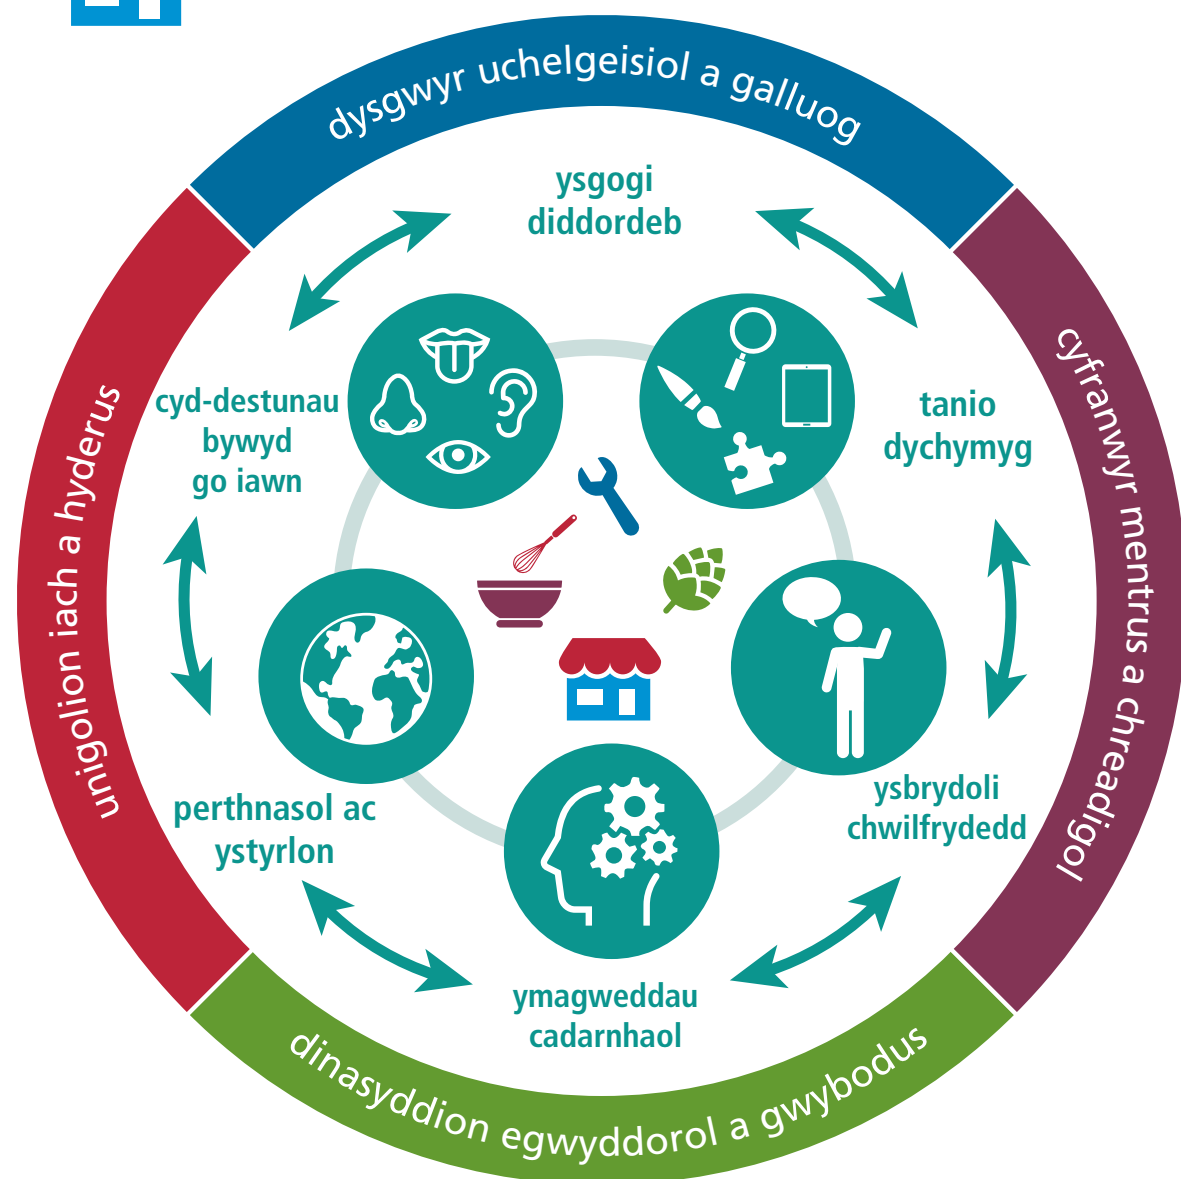 dysgwyr uchelgeisiol a galluog
ysgogi
diddordeb
cyfranwyr mentrus a chreadigol
tanio
dychymyg
ysbrydoli
chwilfrydedd
ymagweddau
cadarnhaol
dinasyddion egwyddorol a gwybodus
perthnasol ac
ystyrlon
cyd-destunau
bywyd
go iawn
unigolion iach a hyderus